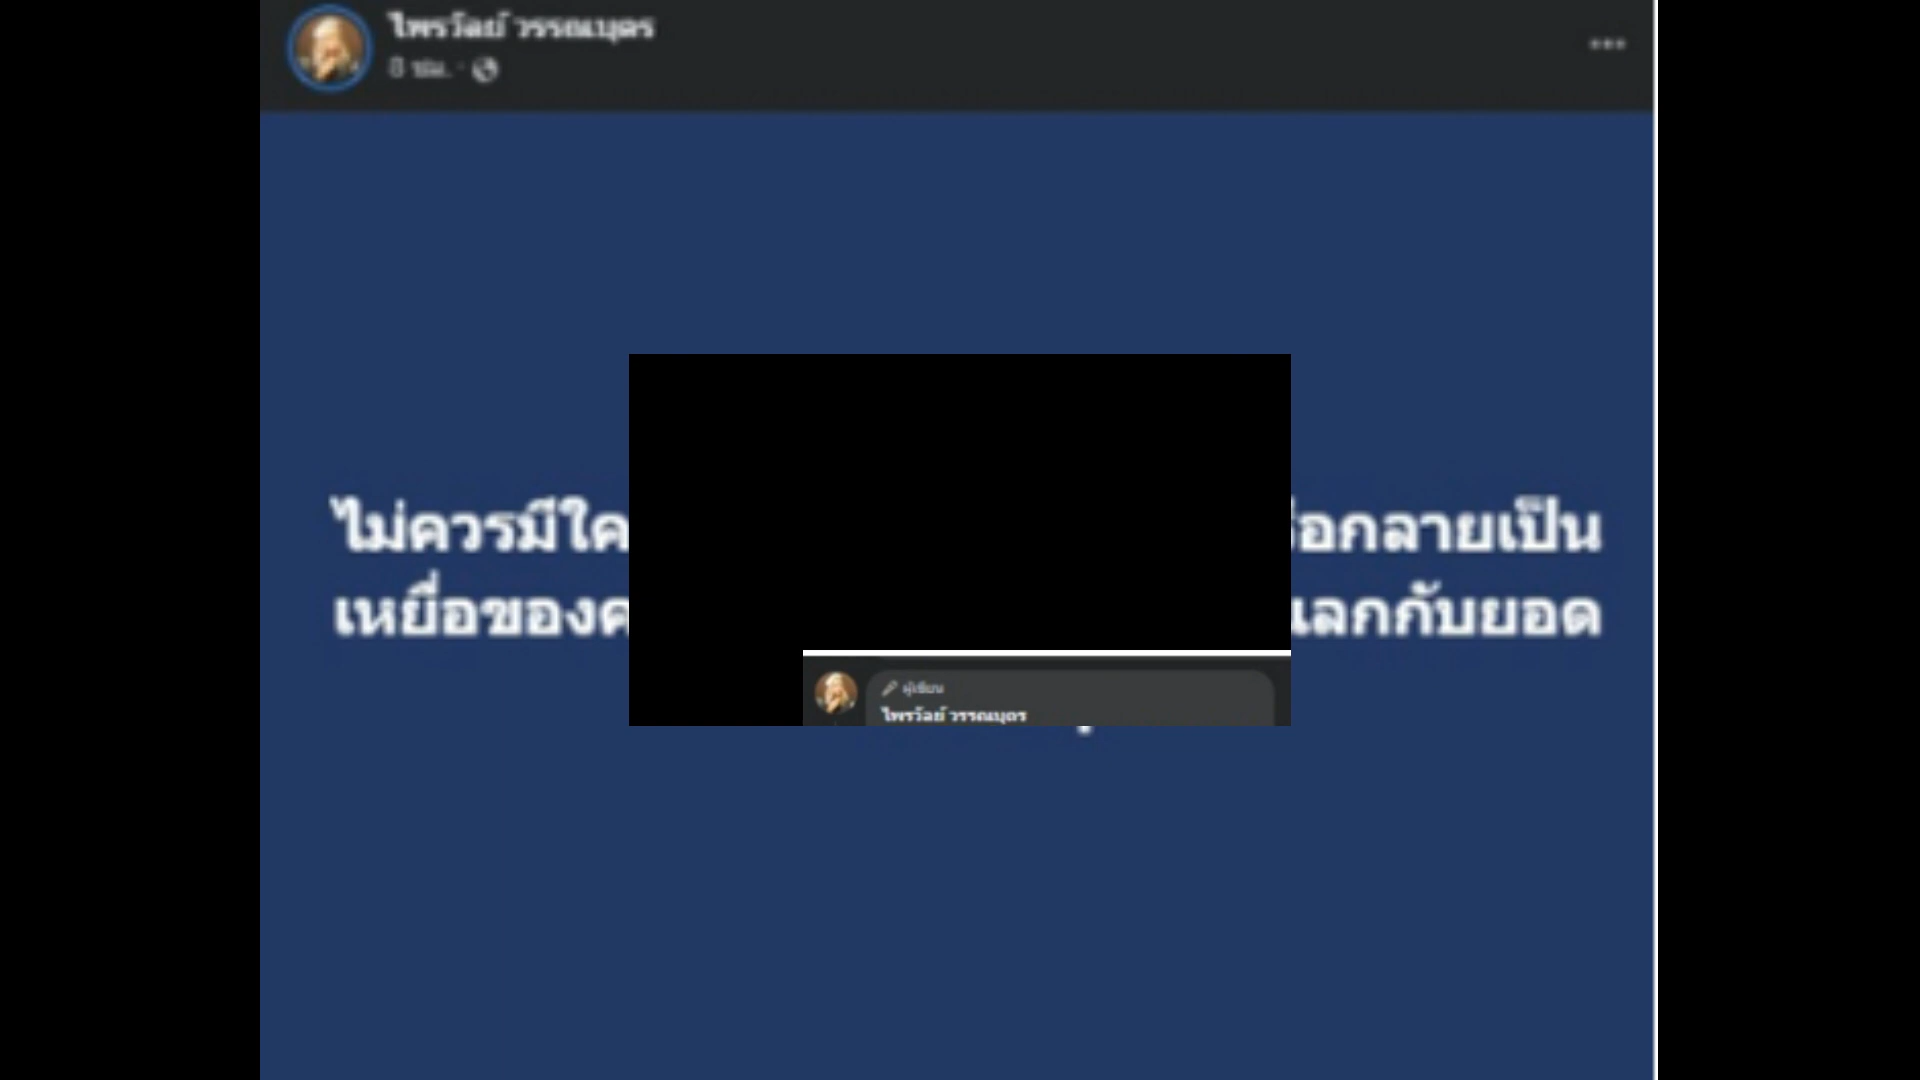 ไพรวัลย์ วรรณบุตร
8 ชม.
ไม่ควรมีใค
รือกลายเป็น
เหยื่อของค
แลกกับยอด
ผู้เขียน
ไพรวัลย์ วรรณบุตร